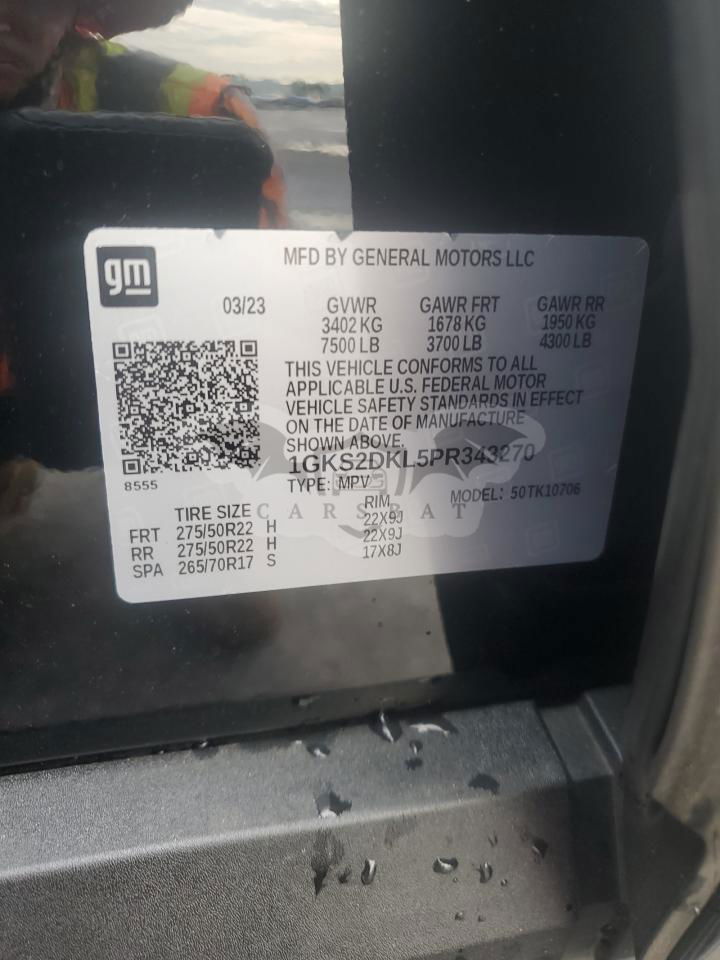 gm
MFD BY GENERAL MOTORS LLC
03/23 GVWR GAWR FRT GAWR RR
3402 KG 1678 KG 1950 KG
7500 LB 3700 LB 4300 LB
THIS VEHICLE CONFORMS TO ALL
APPLICABLE U.S. FEDERAL MOTOR
VEHICLE SAFETY STANDARDS IN EFFECT
ON THE DATE OF MANUFACTURE
SHOWN ABOVE.
1GKS2DKL5PR343270
8555
TYPE: MPV MODEL: 50TK10706
TIRE SIZE RIM
FRT 275/50R22 H 22X9J
RR 275/50R22 H 22X9J
SPA 265/70R17 S 17X8J
CARSBAT